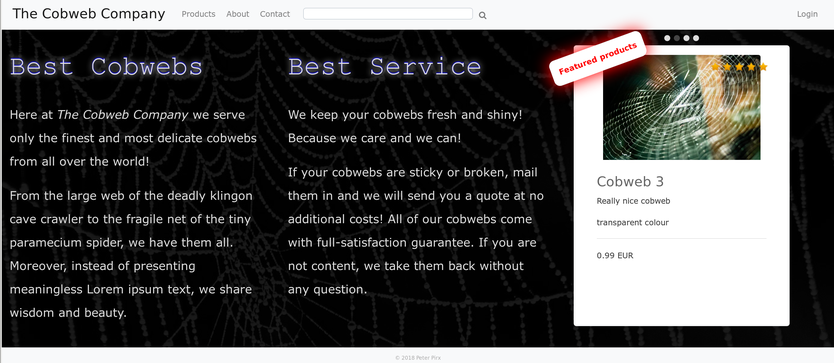 The Cobweb Company
Products About Contact
Login
Best Cobwebs
Here at The Cobweb Company we serve
only the finest and most delicate cobwebs
from all over the world!
From the large web of the deadly klingon
cave crawler to the fragile net of the tiny
paramecium spider, we have them all.
Moreover, instead of presenting
meaningless Lorem ipsum text, we share
wisdom and beauty.
Best Service
We keep your cobwebs fresh and shiny!
Because we care and we can!
If your cobwebs are sticky or broken, mail
them in and we will send you a quote at no
additional costs! All of our cobwebs come
with full-satisfaction guarantee. If you are
not content, we take them back without
any question.
Featured products
Cobweb 3
Really nice cobweb
transparent colour
0.99 EUR
© 2018 Peter Pirx